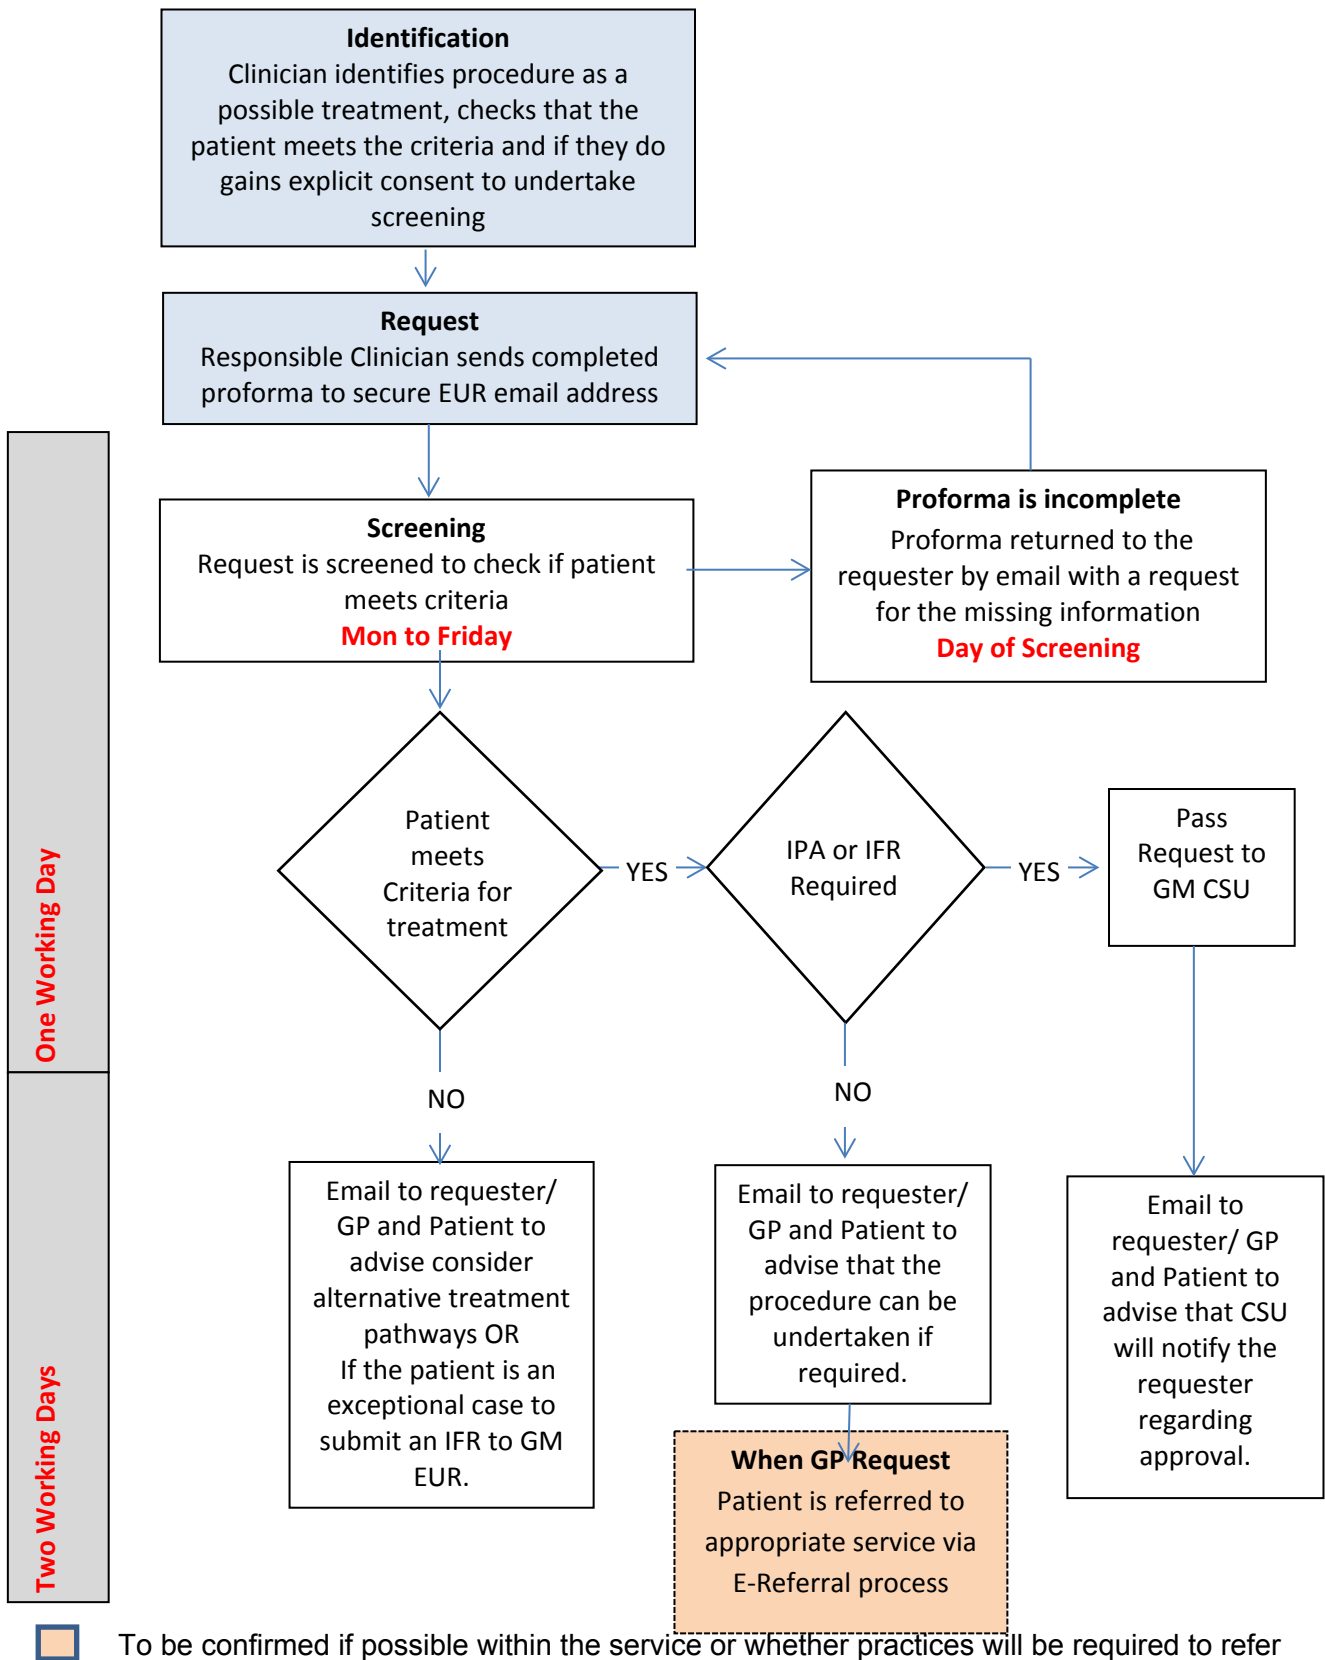 Identification
Clinician identifies procedure as a
possible treatment, checks that the
patient meets the criteria and if they do
gains explicit consent to undertake
screening
Request
Responsible Clinician sends completed
proforma to secure EUR email address
Screening
Request is screened to check if patient
meets criteria
Mon to Friday
Proforma is incomplete
Proforma returned to the
requester by email with a request
for the missing information
Day of Screening
One Working Day
Patient
meets
Criteria for
treatment
YES
IPA or IFR
Required
YES
Pass
Request to
GM CSU
NO
NO
Two Working Days
Email to requester/
GP and Patient to
advise consider
alternative treatment
pathways OR
If the patient is an
exceptional case to
submit an IFR to GM
EUR.
Email to requester/
GP and Patient to
advise that the
procedure can be
undertaken if
required.
Email to
requester/ GP
and Patient to
advise that CSU
will notify the
requester
regarding
approval.
When GP Request
Patient is referred to
appropriate service via
E-Referral process
To be confirmed if possible within the service or whether practices will be required to refer